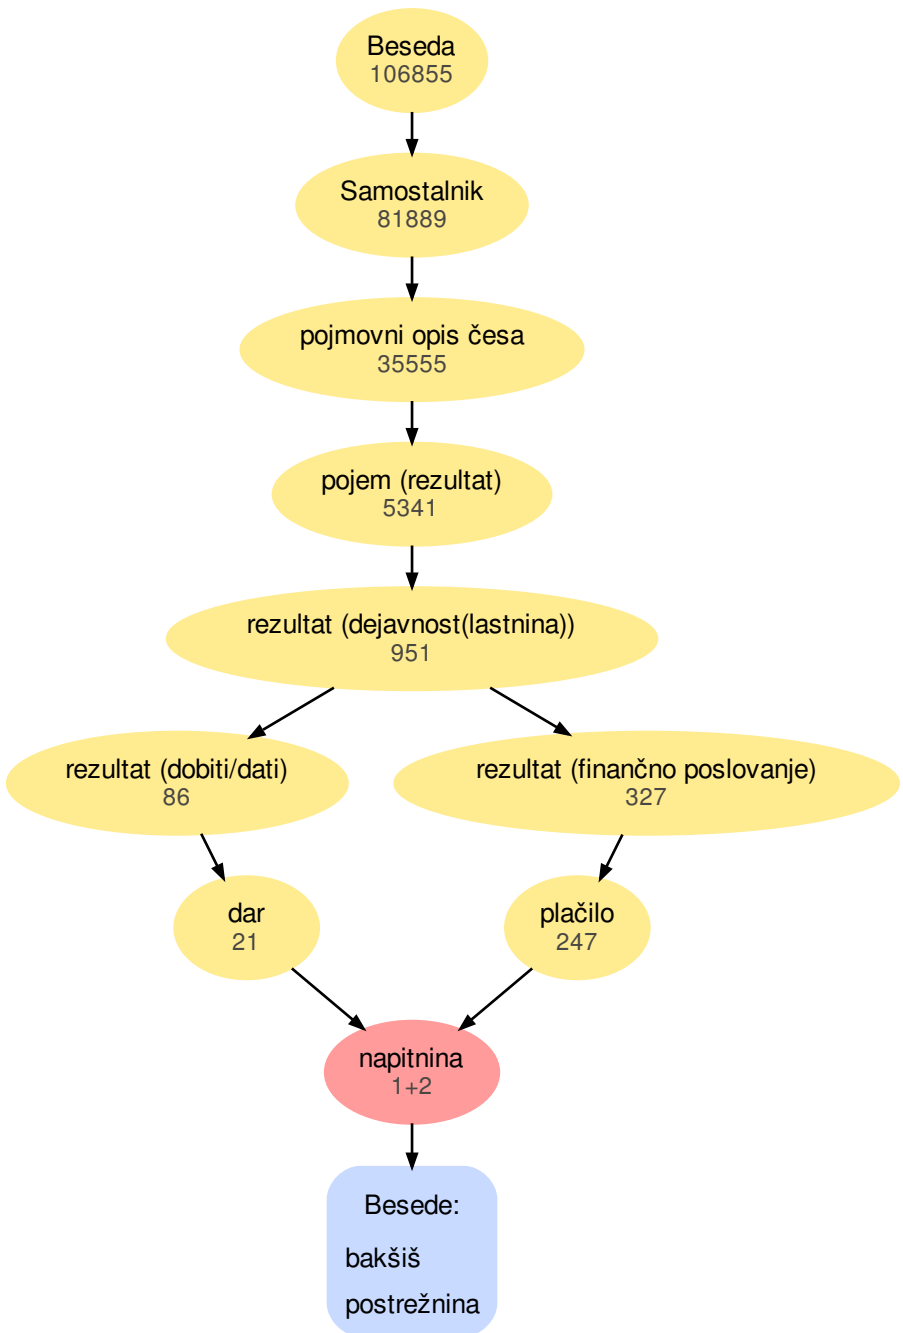 Beseda
106855
Samostalnik
81889
pojmovni opis česa
35555
pojem (rezultat)
5341
rezultat (dejavnost(lastnina))
951
rezultat (dobiti/dati)
86
rezultat (finančno poslovanje)
327
dar
21
plačilo
247
napitnina
1+2
Besede:
bakšiš
postrežnina